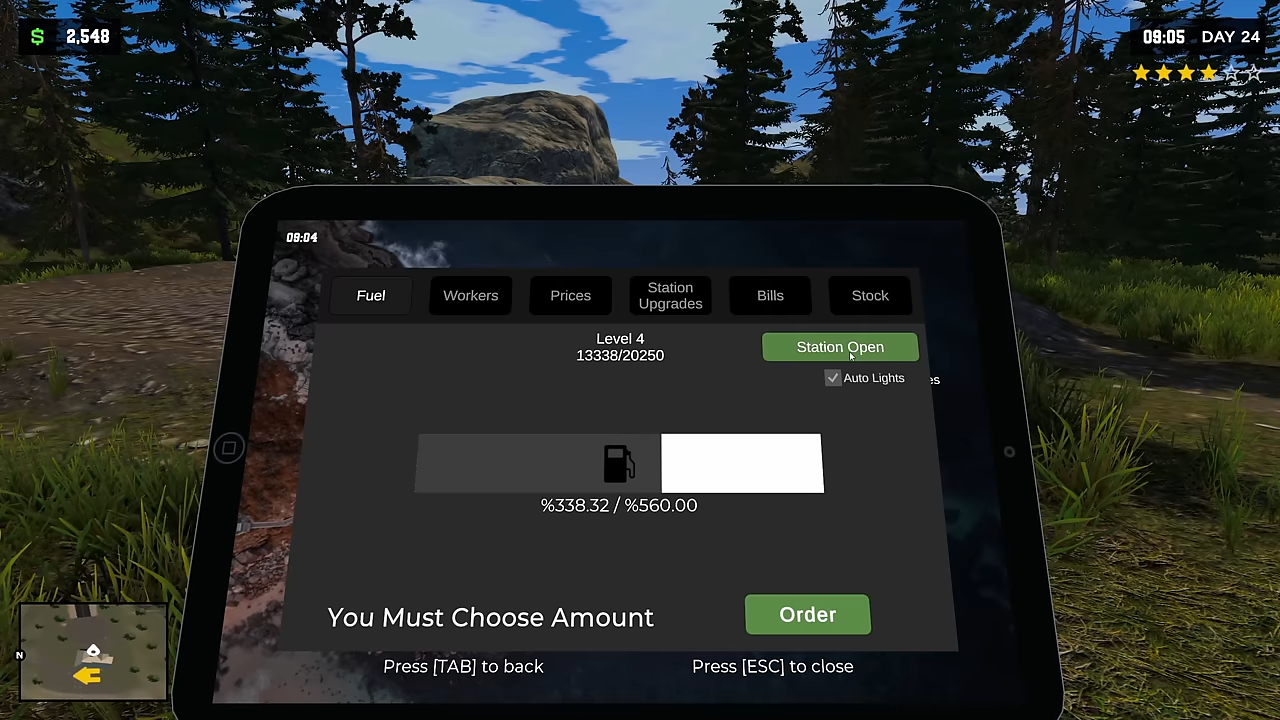 $ 2,548
09:05 DAY 24
09:04
Fuel
Workers
Prices
Station
Upgrades
Bills
Stock
Level 4
13338/20250
Station Open
Auto Lights
es
%338.32 / %560.00
You Must Choose Amount
Order
Press [TAB] to back
Press [ESC] to close
N